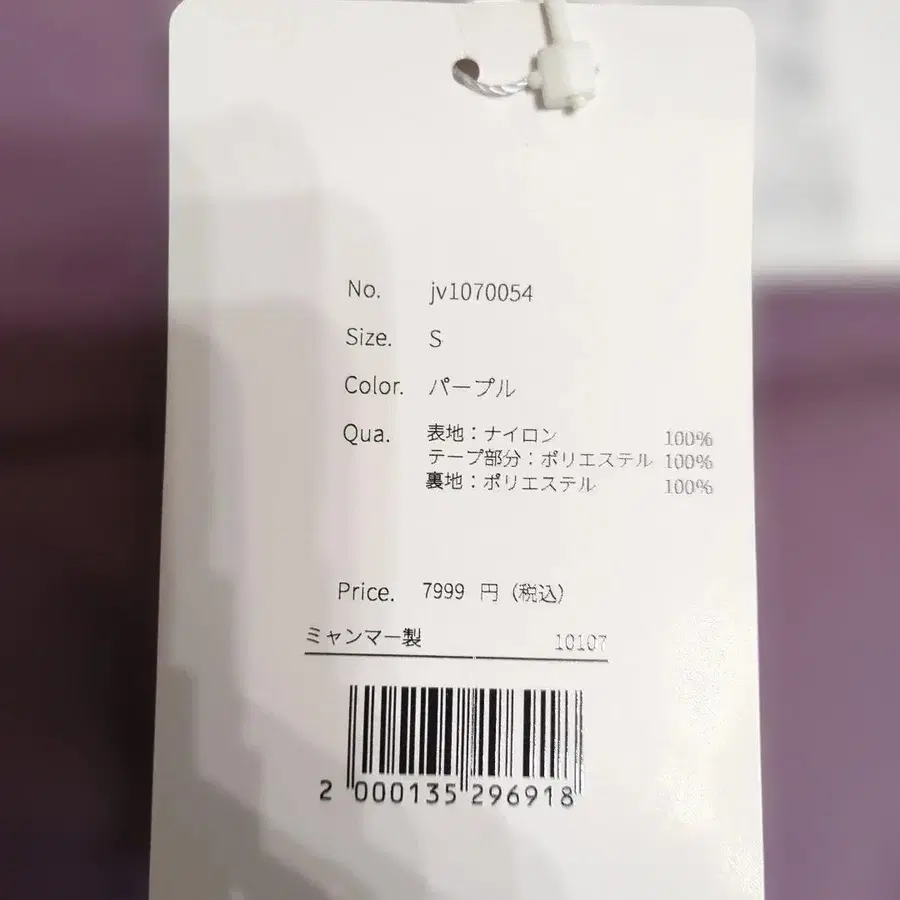 No. jv1070054
Size. S
Color. パープル
Qua. 表地：ナイロン 100%
テープ部分：ポリエステル 100%
裏地：ポリエステル 100%
Price. 7999 円（税込）
ミャンマー製 10107
2 000135 296918